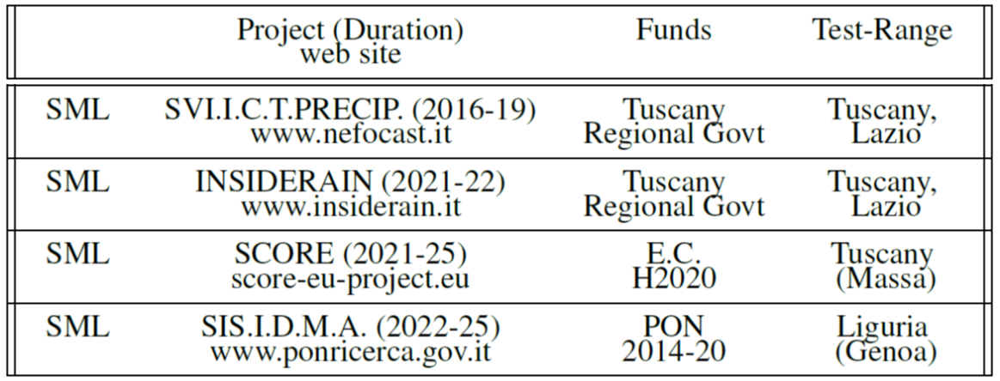 Project (Duration) Funds Test-Range
web site
SML SVI.I.C.T.PRECIP. (2016-19) Tuscany Tuscany,
www.nefocast.it Regional Govt Lazio
SML INSIDERAIN (2021-22) Tuscany Tuscany,
www.insiderain.it Regional Govt Lazio
SML SCORE (2021-25) E.C. Tuscany
score-eu-project.eu H2020 (Massa)
SML SIS.I.D.M.A. (2022-25) PON Liguria
www.ponricerca.gov.it 2014-20 (Genoa)